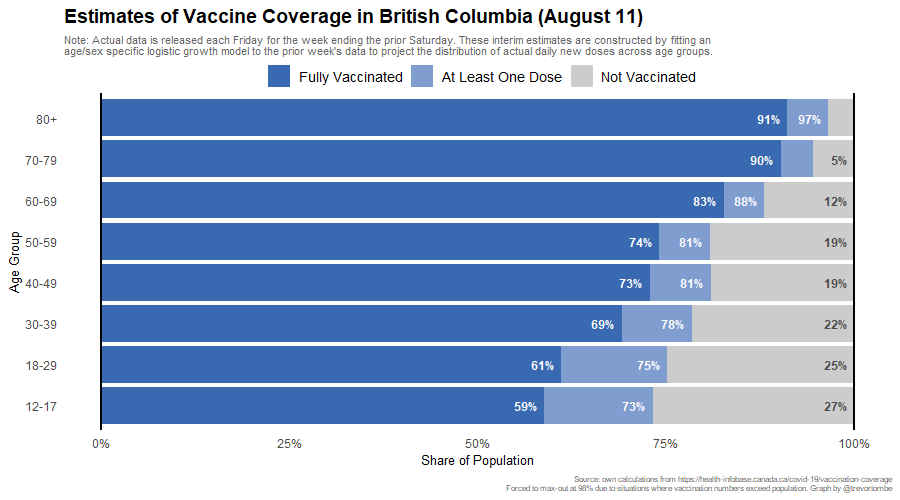 Estimates of Vaccine Coverage in British Columbia (August 11)
Note: Actual data is released each Friday for the week ending the prior Saturday. These interim estimates are constructed by fitting an
age/sex specific logistic growth model to the prior week's data to project the distribution of actual daily new doses across age groups.
Fully Vaccinated At Least One Dose Not Vaccinated
80+ 91% 97%
70-79 90% 5%
60-69 83% 88% 12%
Age Group
50-59 74% 81% 19%
40-49 73% 81% 19%
30-39 69% 78% 22%
18-29 61% 75% 25%
12-17 59% 73% 27%
0% 25% 50% 75% 100%
Share of Population
Source: own calculations from https://health-infobase.canada.ca/covid-19/vaccination-coverage
Forced to max-out at 98% due to situations where vaccination numbers exceed population. Graph by @trevortombe